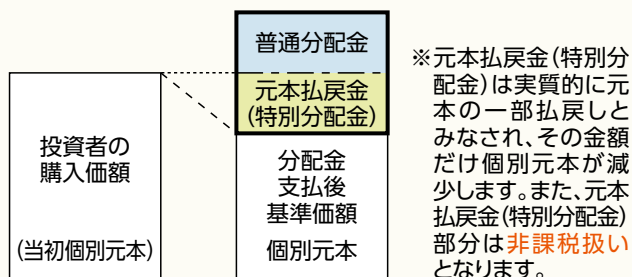 投資者の
購入価額
(当初個別元本)
普通分配金
元本払戻金
(特別分配金)
分配金
支払後
基準価額
個別元本
※元本払戻金(特別分
配金)は実質的に元
本の一部払戻しと
みなされ、その金額
だけ個別元本が減
少します。また、元本
払戻金(特別分配金)
部分は非課税扱い
となります。